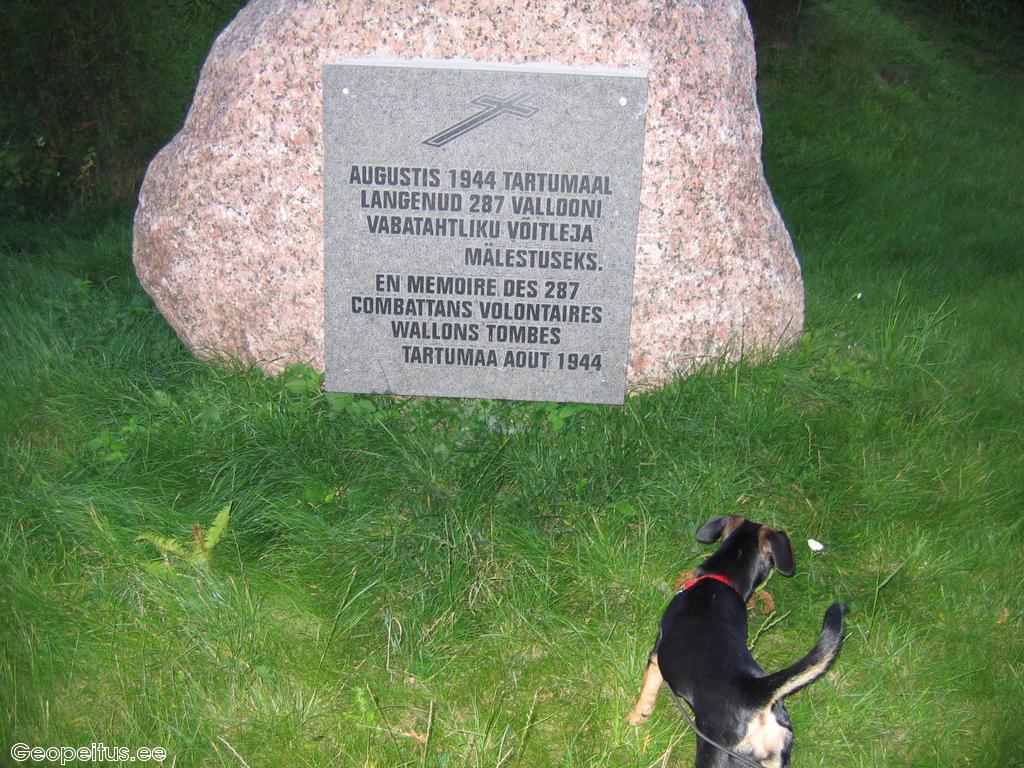 AUGUSTIS 1944 TARTUMAAL
LANGENUD 287 VALLOONI
VABATAHTLIKU VÕITLEJA
MÄLESTUSEKS.
EN MEMOIRE DES 287
COMBATTANS VOLONTAIRES
WALLONS TOMBES
TARTUMAA AOUT 1944
Geopeitus.ee